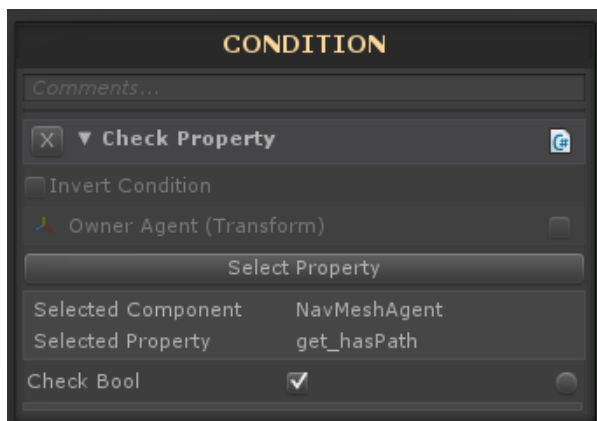 CONDITION
Comments...
X ▼ Check Property C#
Invert Condition
Owner Agent (Transform)
Select Property
Selected Component NavMeshAgent
Selected Property get_hasPath
Check Bool